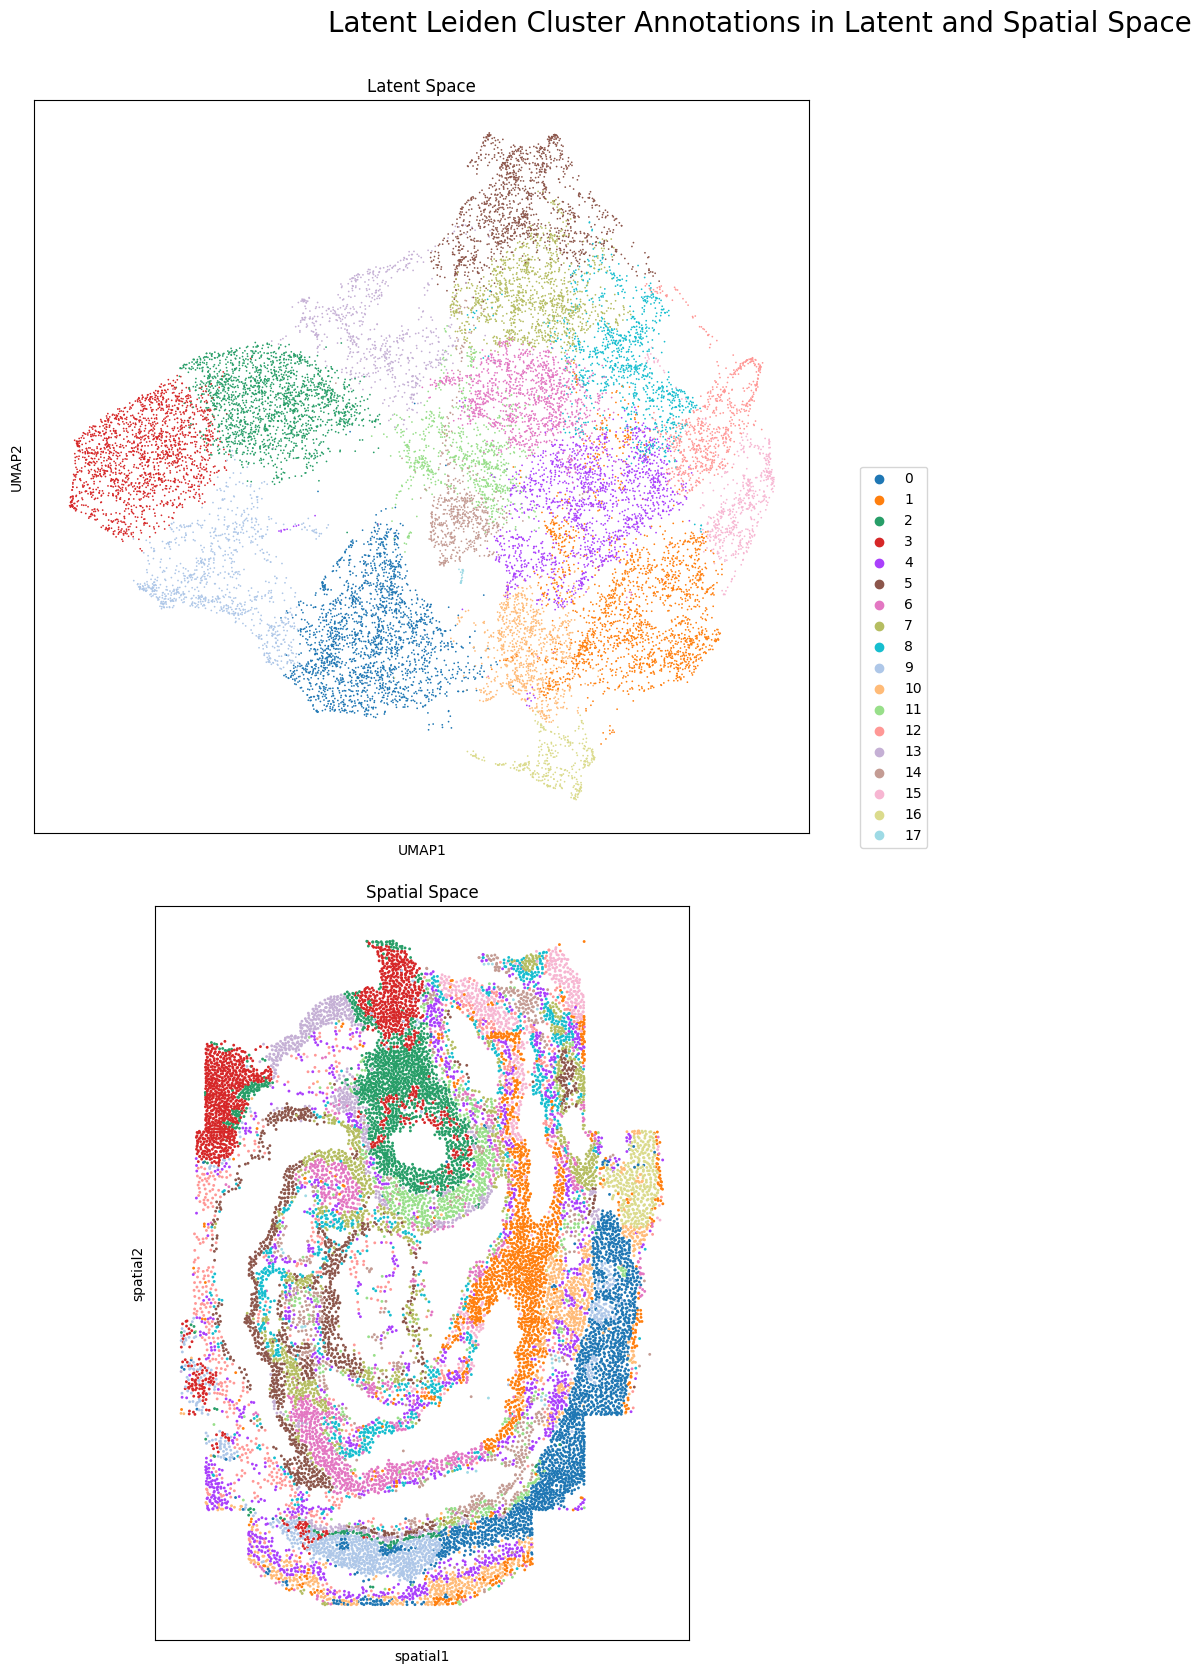 Latent Leiden Cluster Annotations in Latent and Spatial Space
Latent Space
UMAP2
UMAP1
0
1
2
3
4
5
6
7
8
9
10
11
12
13
14
15
16
17
Spatial Space
spatial2
spatial1